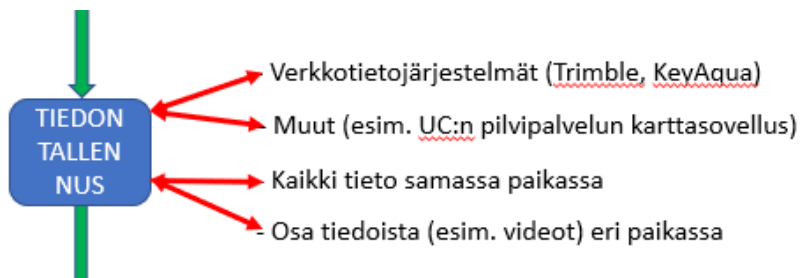 TIEDON
TALLEN
NUS
Verkkotietojärjestelmät (Trimble, KeyAqua)
- Muut (esim. UC:n pilvipalvelun karttasovellus)
Kaikki tieto samassa paikassa
- Osa tiedoista (esim. videot) eri paikassa